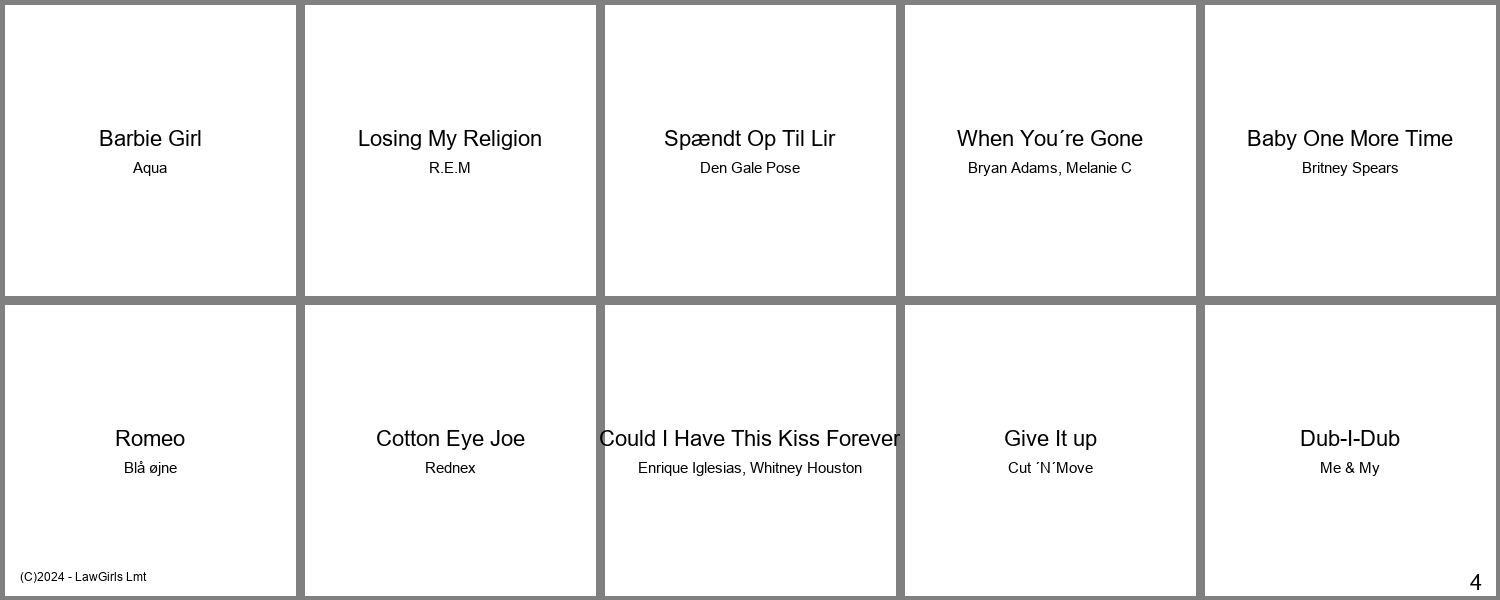 Barbie Girl
Aqua
Losing My Religion
R.E.M
Spændt Op Til Lir
Den Gale Pose
When You´re Gone
Bryan Adams, Melanie C
Baby One More Time
Britney Spears
Romeo
Blå øjne
Cotton Eye Joe
Rednex
Could I Have This Kiss Forever
Enrique Iglesias, Whitney Houston
Give It up
Cut ´N´Move
Dub-I-Dub
Me & My
(C)2024 - LawGirls Lmt
4